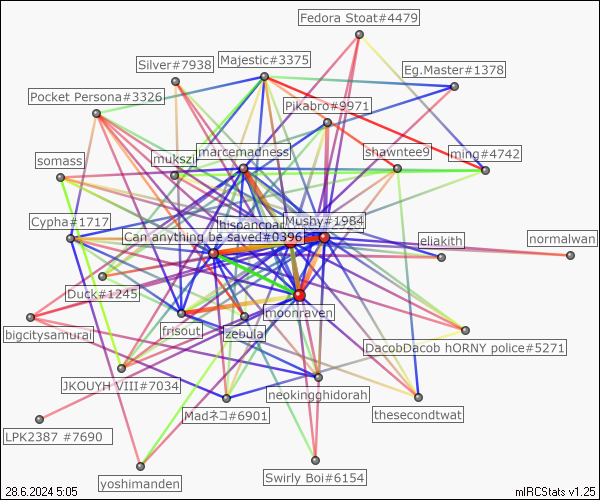 Fedora Stoat#4479
Silver#7938
Majestic#3375
Eg.Master#1378
Pocket Persona#3326
Pikabro#9971
somass
mukszi
marcemadness
shawntee9
ming#4742
Cypha#1717
Mushy#1984
Can anything be saved#0396
eliakith
normalwan
Duck#1245
moonraven
bigcitysamurai
frisout
zebulai
DacobDacob hORNY police#5271
JKOUYH VIII#7034
neokingghidorah
Madネコ#6901
thesecondtwat
LPK2387 #7690
yoshimanden
Swirly Boi#6154
28.6.2024 5:05
mIRCStats v1.25